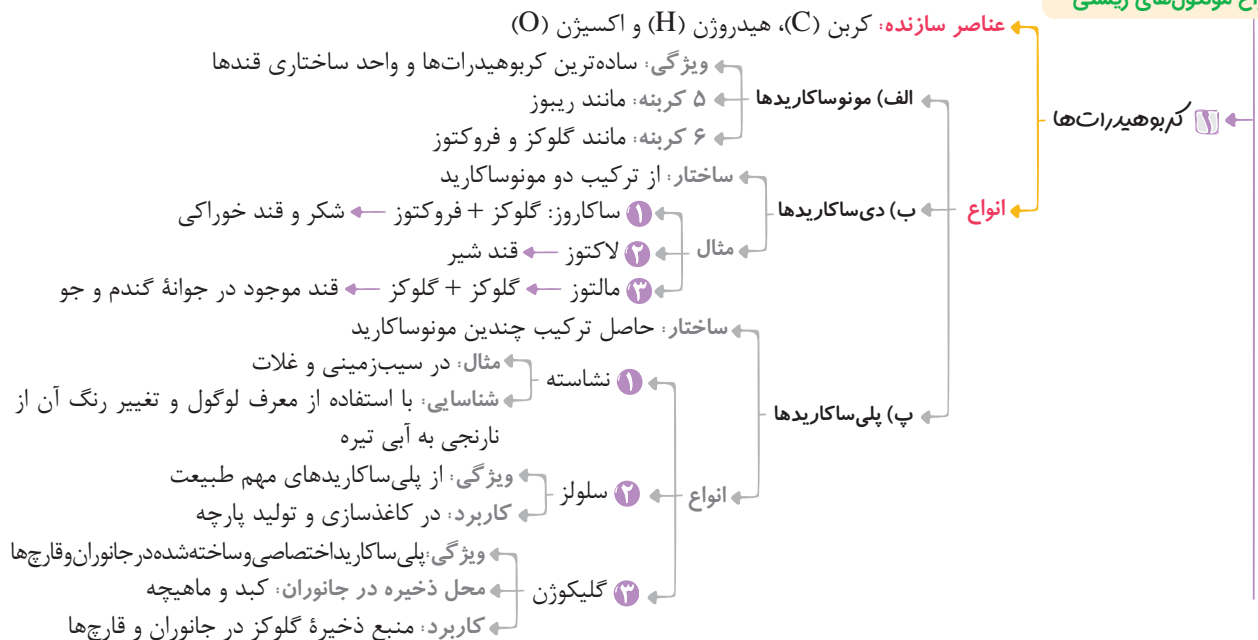 مولکول‌های زیستی
۱ کربوهیدرات‌ها
عناصر سازنده: کربن (C)، هیدروژن (H) و اکسیژن (O)
انواع
الف) مونوساکاریدها
ویژگی: ساده‌ترین کربوهیدرات‌ها و واحد ساختاری قندها
۵ کربنه: مانند ریبوز
۶ کربنه: مانند گلوکز و فروکتوز
ب) دی‌ساکاریدها
ساختار: از ترکیب دو مونوساکارید
مثال
۱ ساکاروز: گلوکز + فروکتوز ← شکر و قند خوراکی
۲ لاکتوز ← قند شیر
۳ مالتوز ← گلوکز + گلوکز ← قند موجود در جوانهٔ گندم و جو
پ) پلی‌ساکاریدها
ساختار: حاصل ترکیب چندین مونوساکارید
انواع
۱ نشاسته
مثال: در سیب‌زمینی و غلات
شناسایی: با استفاده از معرف لوگول و تغییر رنگ آن از
نارنجی به آبی تیره
۲ سلولز
ویژگی: از پلی‌ساکاریدهای مهم طبیعت
کاربرد: در کاغذسازی و تولید پارچه
۳ گلیکوژن
ویژگی: پلی‌ساکارید اختصاصی و ساخته‌شده در جانوران و قارچ‌ها
محل ذخیره در جانوران: کبد و ماهیچه
کاربرد: منبع ذخیرهٔ گلوکز در جانوران و قارچ‌ها